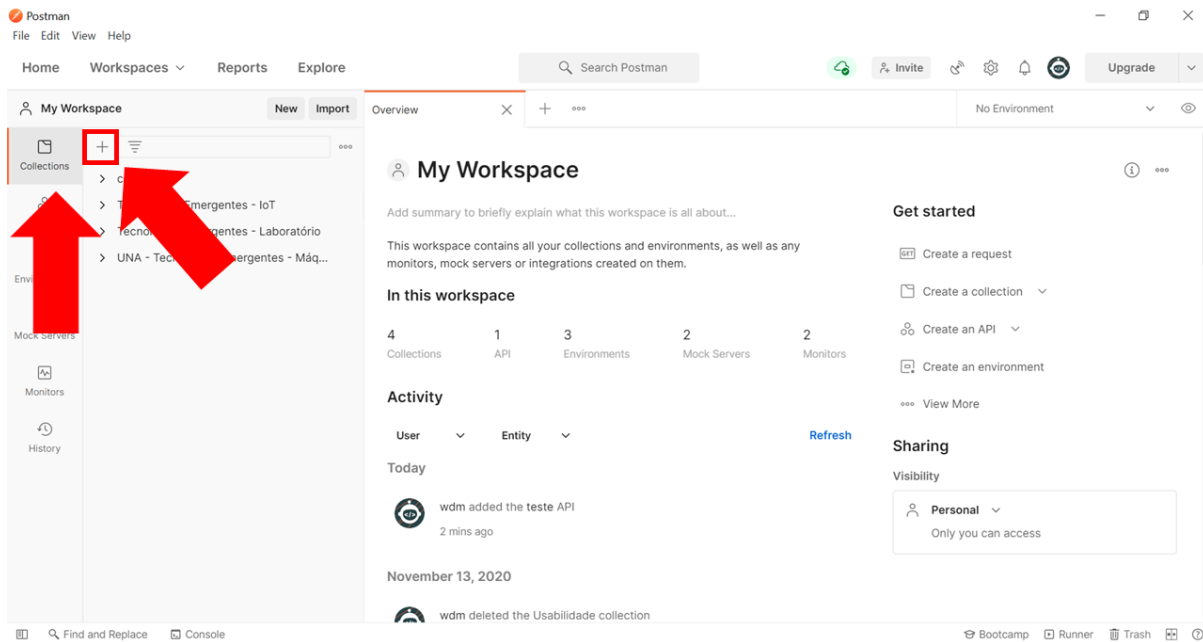 Postman
File Edit View Help
Home Workspaces Reports Explore Search Postman Invite Upgrade
My Workspace New Import Overview No Environment
Collections
Emergentes - IoT
gentes - Laboratório
UNA - Tec ergentes - Máq...
Mock Servers
Monitors
History
My Workspace
Add summary to briefly explain what this workspace is all about...
This workspace contains all your collections and environments, as well as any
monitors, mock servers or integrations created on them.
In this workspace
4 1 3 2 2
Collections API Environments Mock Servers Monitors
Activity
User Entity Refresh
Today
wdm added the teste API
2 mins ago
November 13, 2020
wdm deleted the Usabilidade collection
Get started
GET Create a request
Create a collection
Create an API
Create an environment
View More
Sharing
Visibility
Personal
Only you can access
Find and Replace Console Bootcamp Runner Trash